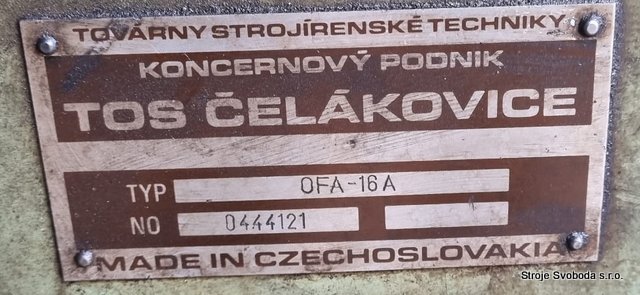 TOVÁRNY STROJÍRENSKÉ TECHNIKY
KONCERNOVÝ PODNIK
TOS ČELÁKOVICE
TYP OFA-16A
NO 0444121
MADE IN CZECHOSLOVAKIA
Stroje Svoboda s.r.o.